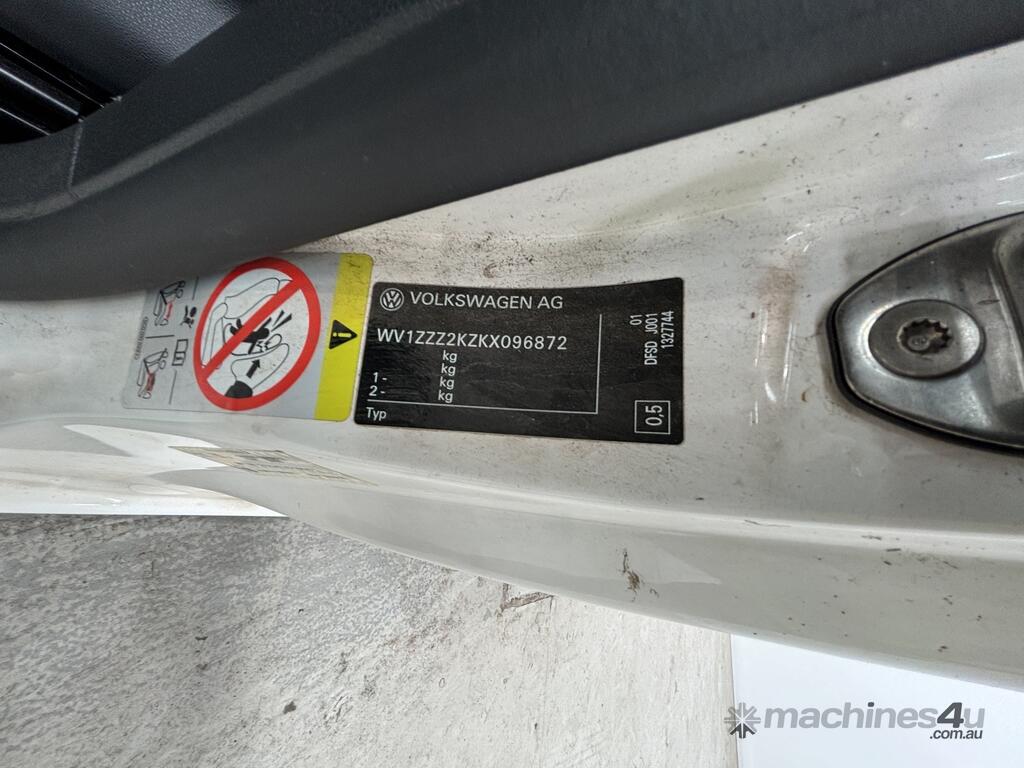 VOLKSWAGEN AG
WV1ZZZ2KZKX096872
kg
kg
1- kg
2- kg
Typ
01
DFSD J001
1327744
0,5
machines4u
.com.au